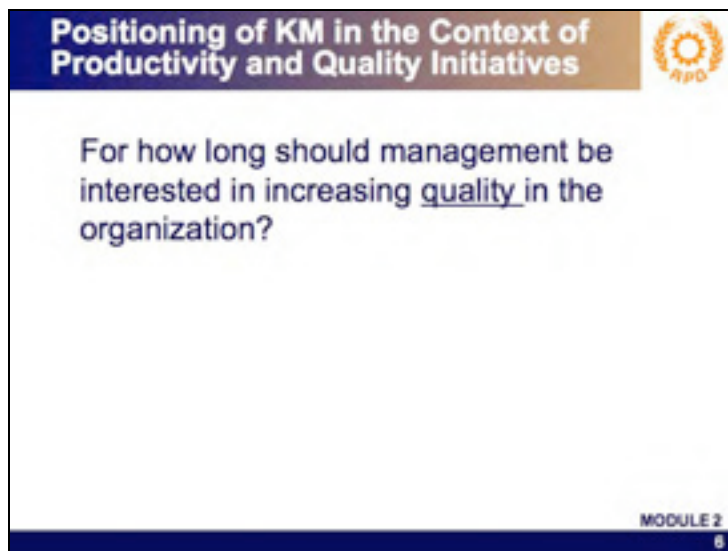 Positioning of KM in the Context of
Productivity and Quality Initiatives
APO
For how long should management be
interested in increasing quality in the
organization?
MODULE 2
6